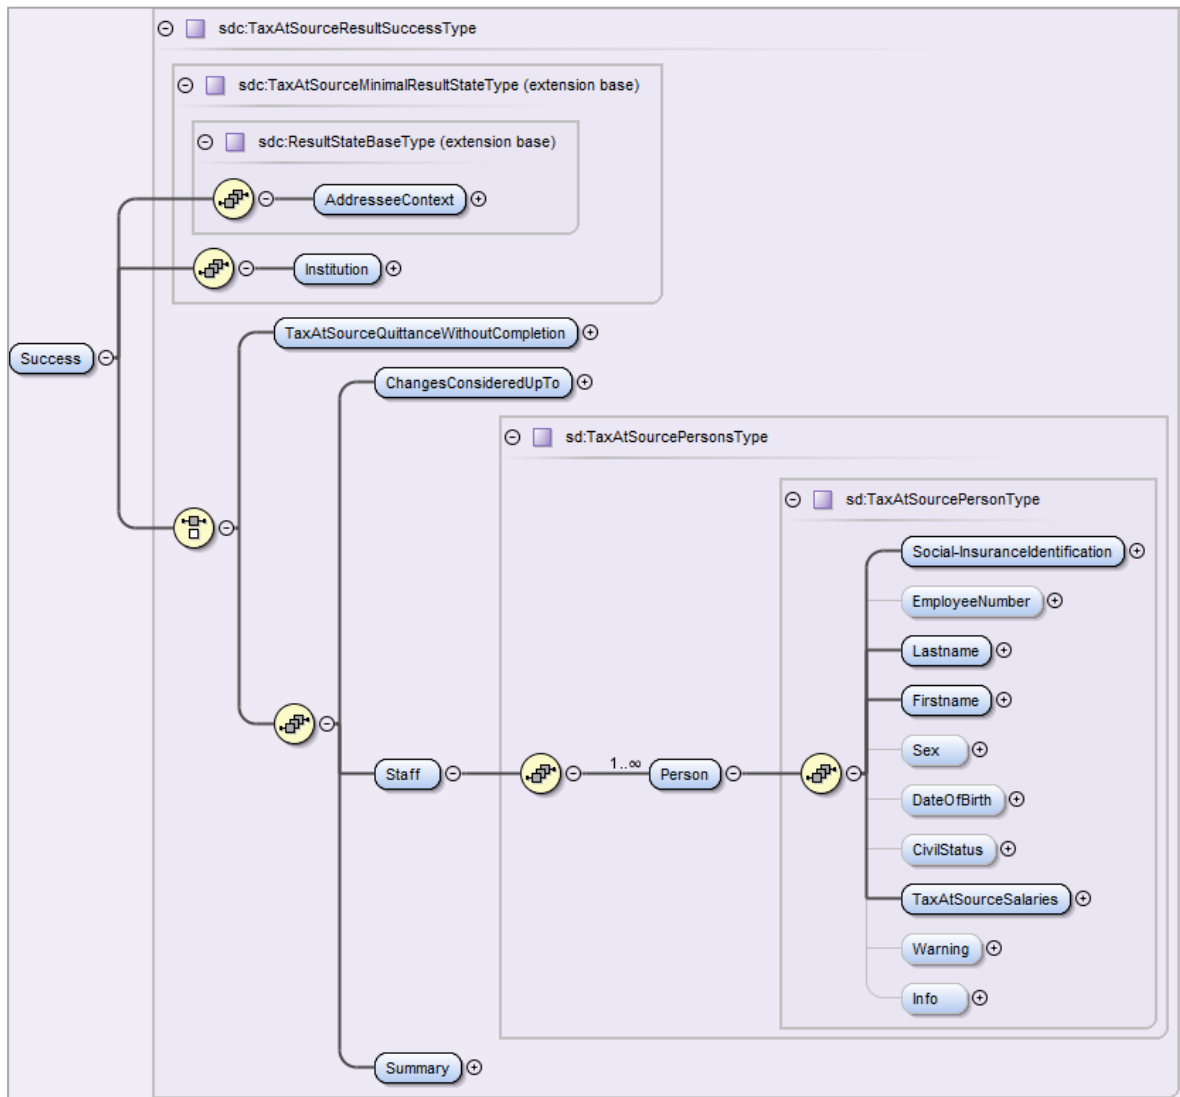 sdc:TaxAtSourceResultSuccessType
sdc:TaxAtSourceMinimalResultStateType (extension base)
sdc:ResultStateBaseType (extension base)
AddresseeContext
Institution
TaxAtSourceQuittanceWithoutCompletion
Success
ChangesConsideredUpTo
sd:TaxAtSourcePersonsType
sd:TaxAtSourcePersonType
Social-InsuranceIdentification
EmployeeNumber
Lastname
Firstname
Sex
Staff
1..∞
Person
DateOfBirth
CivilStatus
TaxAtSourceSalaries
Warning
Info
Summary